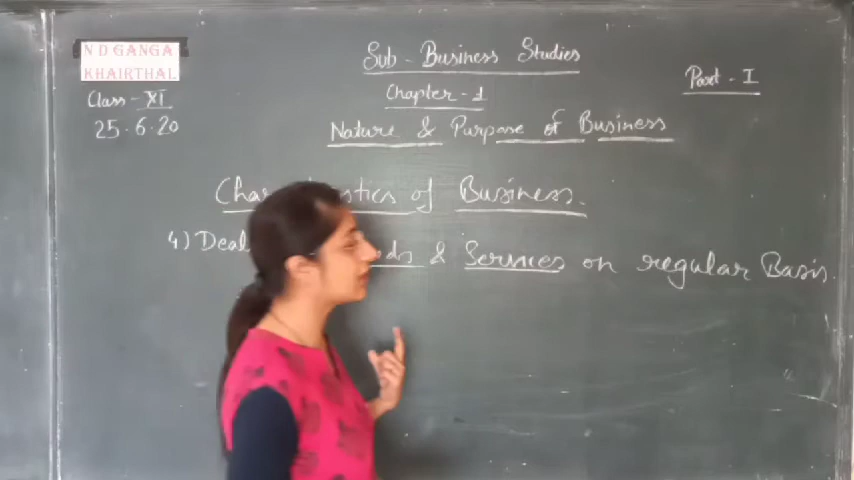 N D GANGA
KHAIRTHAL
Class - XI
25.6.20
Sub - Business Studies
Chapter - 1
Part - I
Nature & Purpose of Business
Characteristics of Business.
4) Deal & Services on regular Basis.